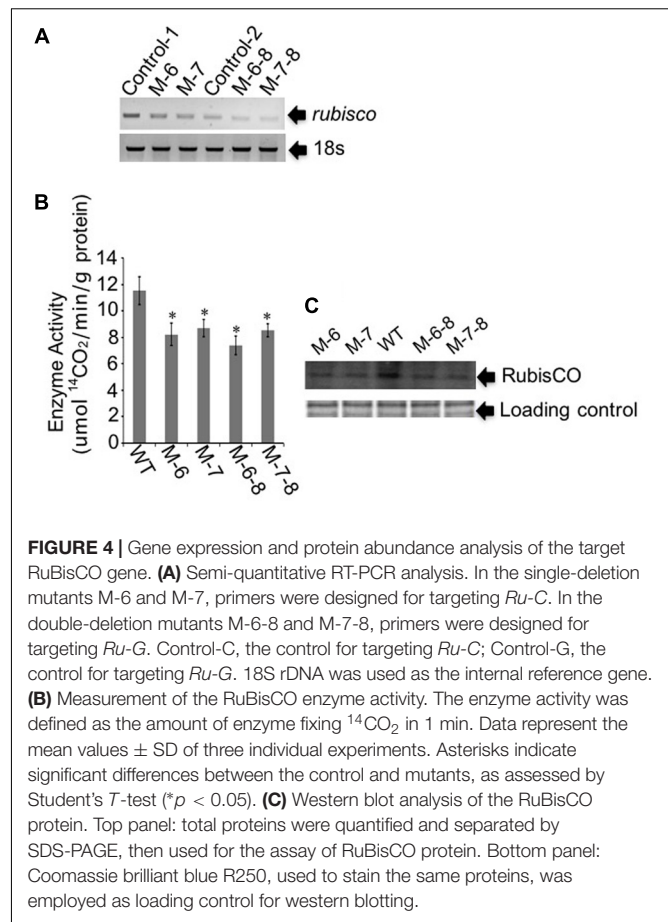 A
Control-1
M-6
M-7
Control-2
M-6-8
M-7-8
rubisco
18s
B
Enzyme Activity
(umol ¹⁴CO₂/min/g protein)
14
12
10
8
6
4
2
0
*
*
*
*
WT
M-6
M-7
M-6-8
M-7-8
C
M-6
M-7
WT
M-6-8
M-7-8
RubisCO
Loading control
FIGURE 4 | Gene expression and protein abundance analysis of the target
RuBisCO gene. (A) Semi-quantitative RT-PCR analysis. In the single-deletion
mutants M-6 and M-7, primers were designed for targeting Ru-C. In the
double-deletion mutants M-6-8 and M-7-8, primers were designed for
targeting Ru-G. Control-C, the control for targeting Ru-C; Control-G, the
control for targeting Ru-G. 18S rDNA was used as the internal reference gene.
(B) Measurement of the RuBisCO enzyme activity. The enzyme activity was
defined as the amount of enzyme fixing ¹⁴CO₂ in 1 min. Data represent the
mean values ± SD of three individual experiments. Asterisks indicate
significant differences between the control and mutants, as assessed by
Student's T-test (*p < 0.05). (C) Western blot analysis of the RuBisCO
protein. Top panel: total proteins were quantified and separated by
SDS-PAGE, then used for the assay of RuBisCO protein. Bottom panel:
Coomassie brilliant blue R250, used to stain the same proteins, was
employed as loading control for western blotting.